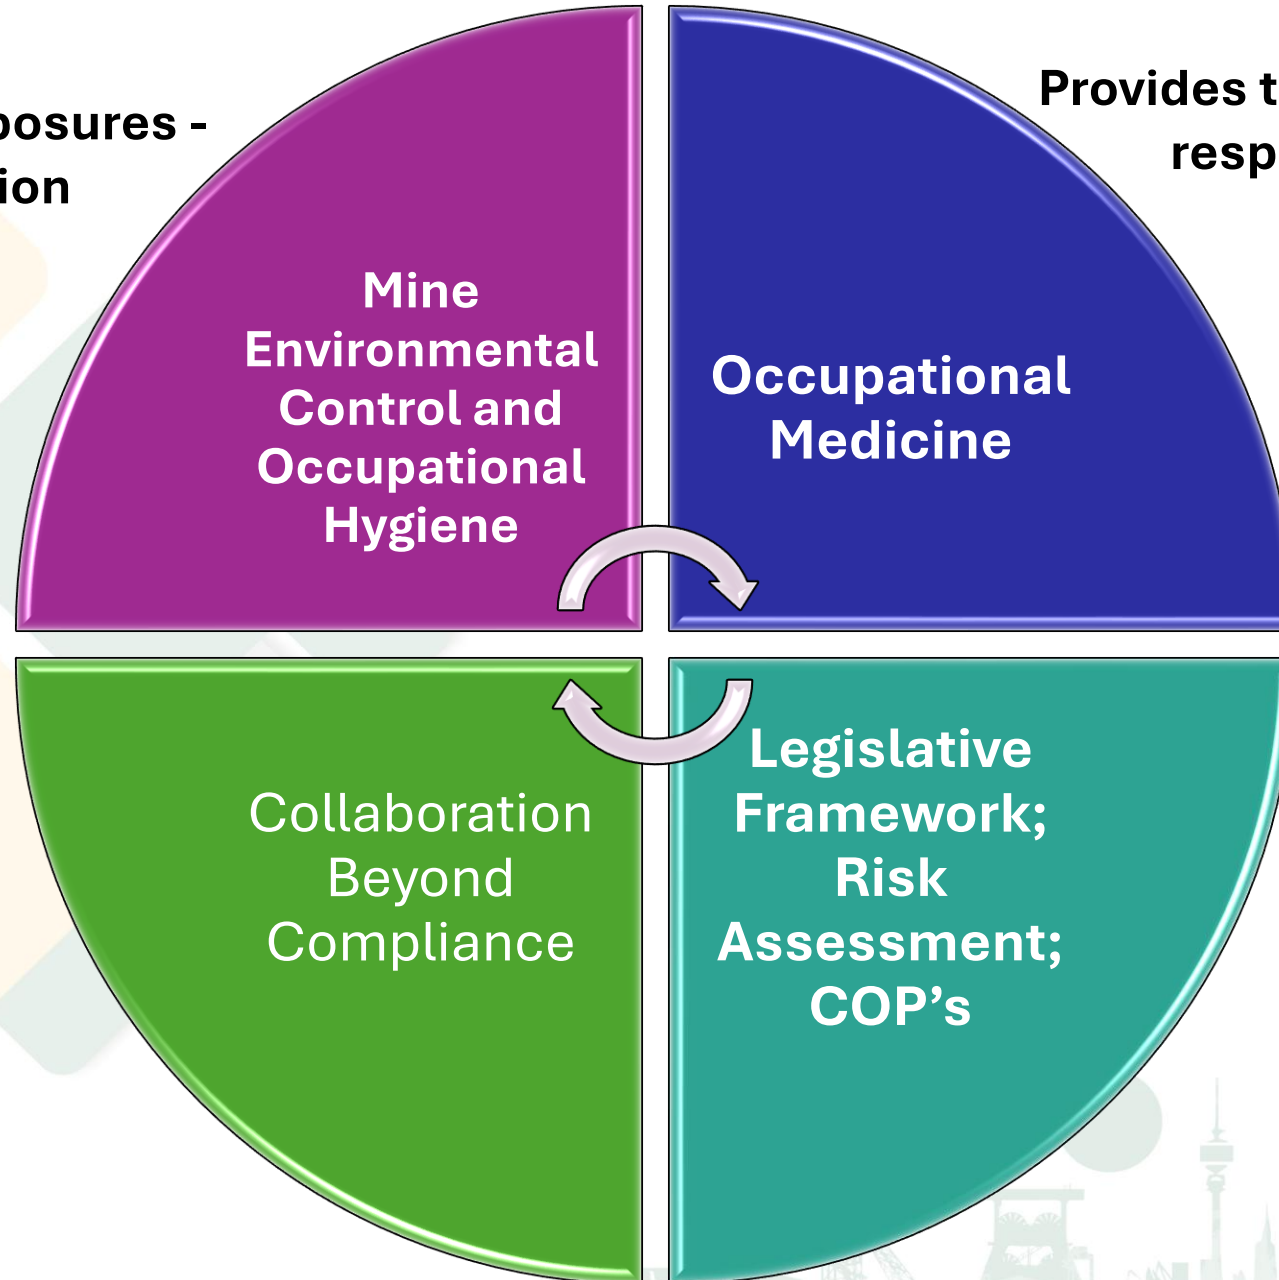 Provides t
posures -
resp
ion
Mine
Environmental
Control and
Occupational
Hygiene
Occupational
Medicine
Legislative
Framework;
Risk
Assessment;
COP’s
Collaboration
Beyond
Compliance